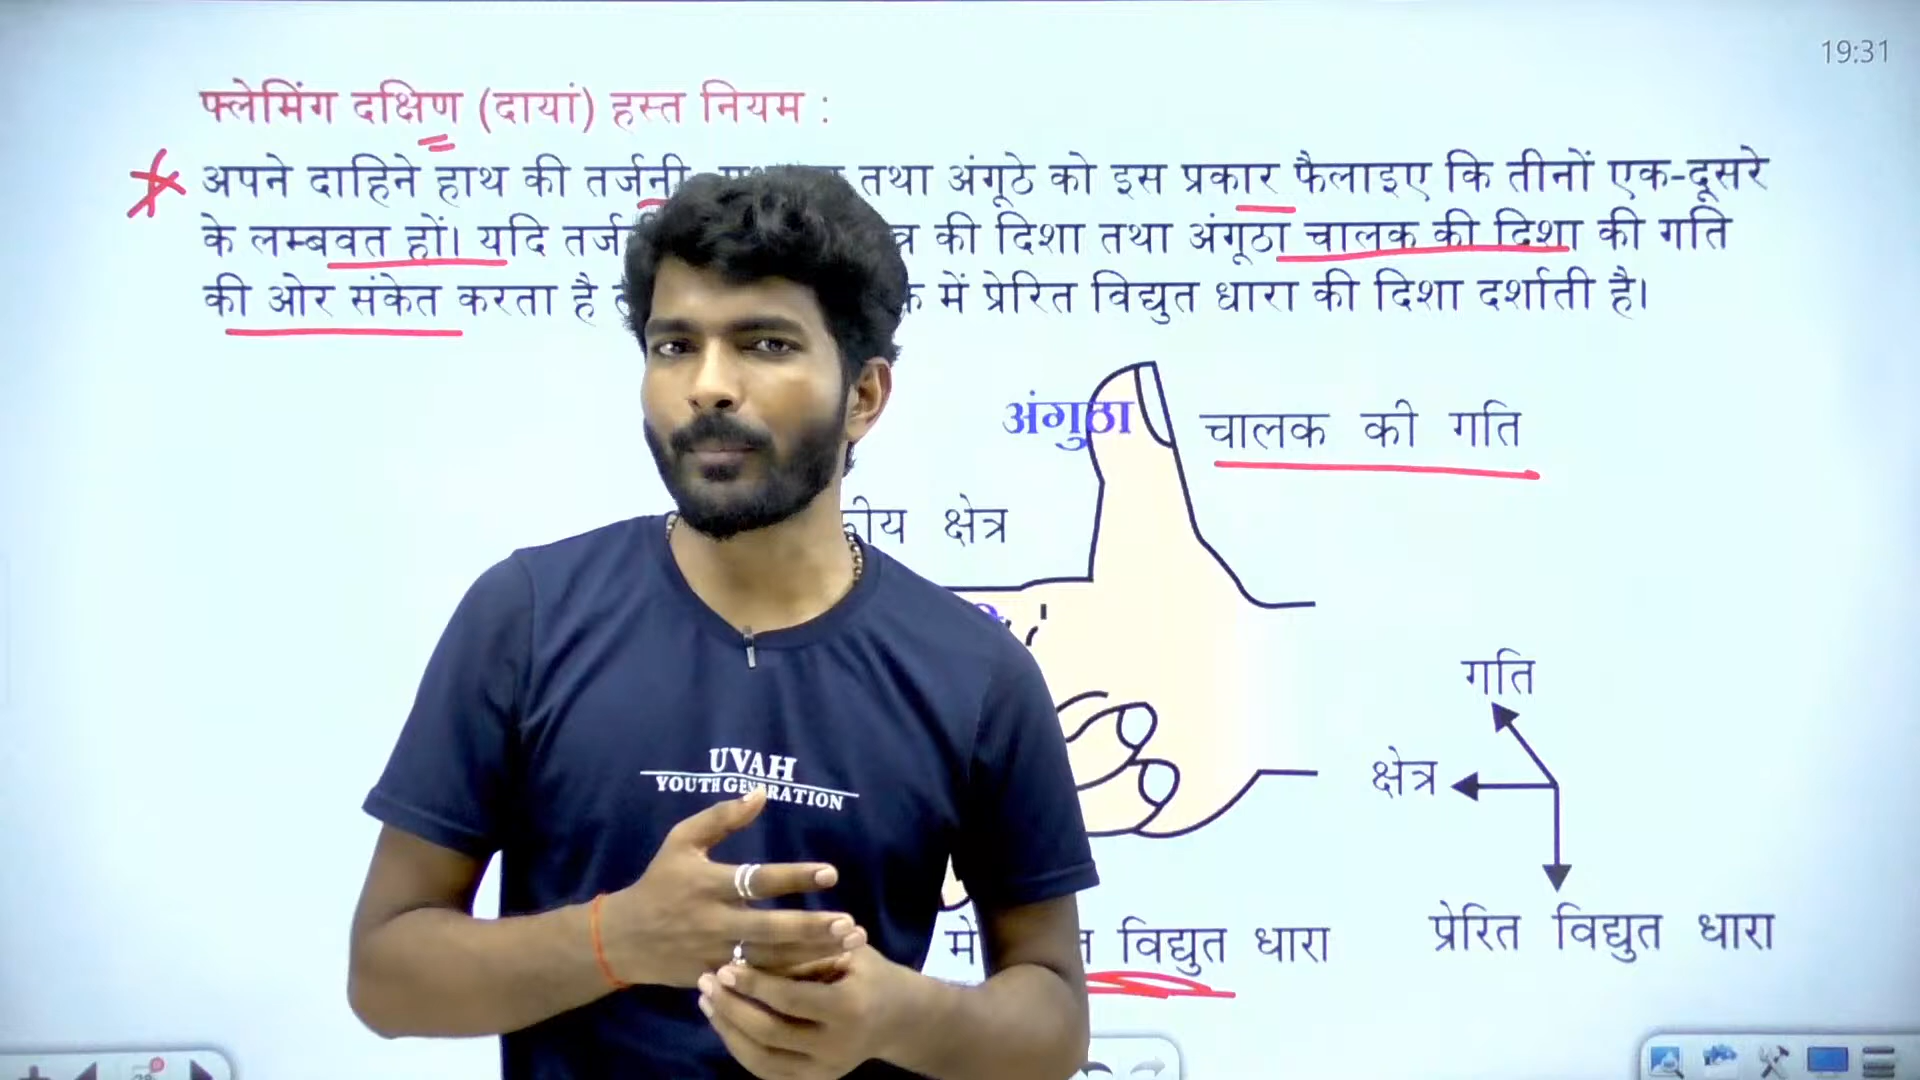 19:31
फ्लेमिंग दक्षिण (दायां) हस्त नियम :
अपने दाहिने हाथ की तर्जनी तथा अंगूठे को इस प्रकार फैलाइए कि तीनों एक-दूसरे
के लम्बवत हों। यदि की दिशा तथा अंगूठा चालक की दिशा की गति
की ओर संकेत करता है में प्रेरित विद्युत धारा की दिशा दर्शाती है।
अंगुठा
चालक की गति
क्षेत्र
गति
क्षेत्र
UVAH
YOUTH GENERATION
में विद्युत धारा
प्रेरित विद्युत धारा